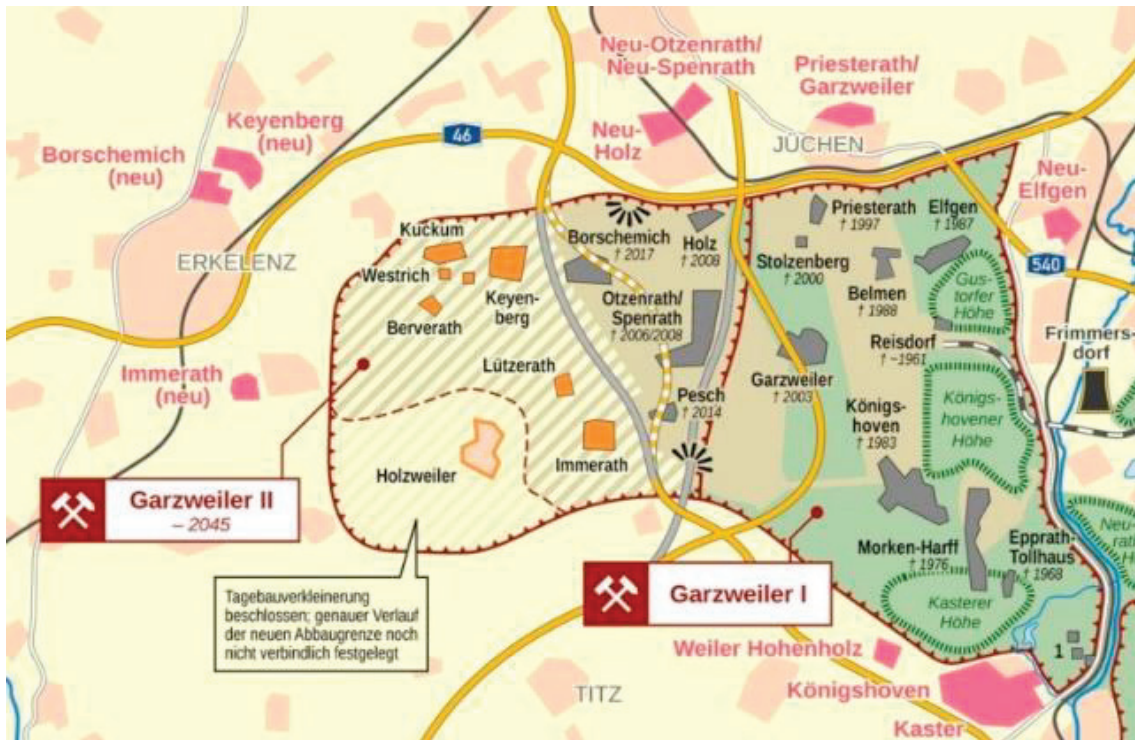 Neu-Otzenrath/
Neu-Spenrath
Priesterath/
Garzweiler
Keyenberg
(neu)
46
Neu-
Holz
JÜCHEN
Borschemich
(neu)
Neu-
Elfgen
Kuckum
Borschemich
† 2017
Holz
† 2008
Priesterath
† 1997
Elfgen
† 1987
ERKELENZ
Westrich
Keyen-
berg
Stolzenberg
† 2000
540
Belmen
† 1988
Gus-
torfer
Höhe
Berverath
Otzenrath/
Spenrath
† 2006/2008
Reisdorf
† ~1961
Frimmers-
dorf
Immerath
(neu)
Lützerath
Pesch
† 2014
Garzweiler
† 2003
Königs-
hoven
† 1983
Königs-
hovener
Höhe
Holzweiler
Immerath
Garzweiler II
– 2045
Morken-Harff
† 1976
Epprath-
Tollhaus
† 1968
Neu-
Tagebauverkleinerung
beschlossen; genauer Verlauf
der neuen Abbaugrenze noch
nicht verbindlich festgelegt
Garzweiler I
Kasterer
Höhe
Weiler Hohenholz
1
TITZ
Königshoven
Kaster